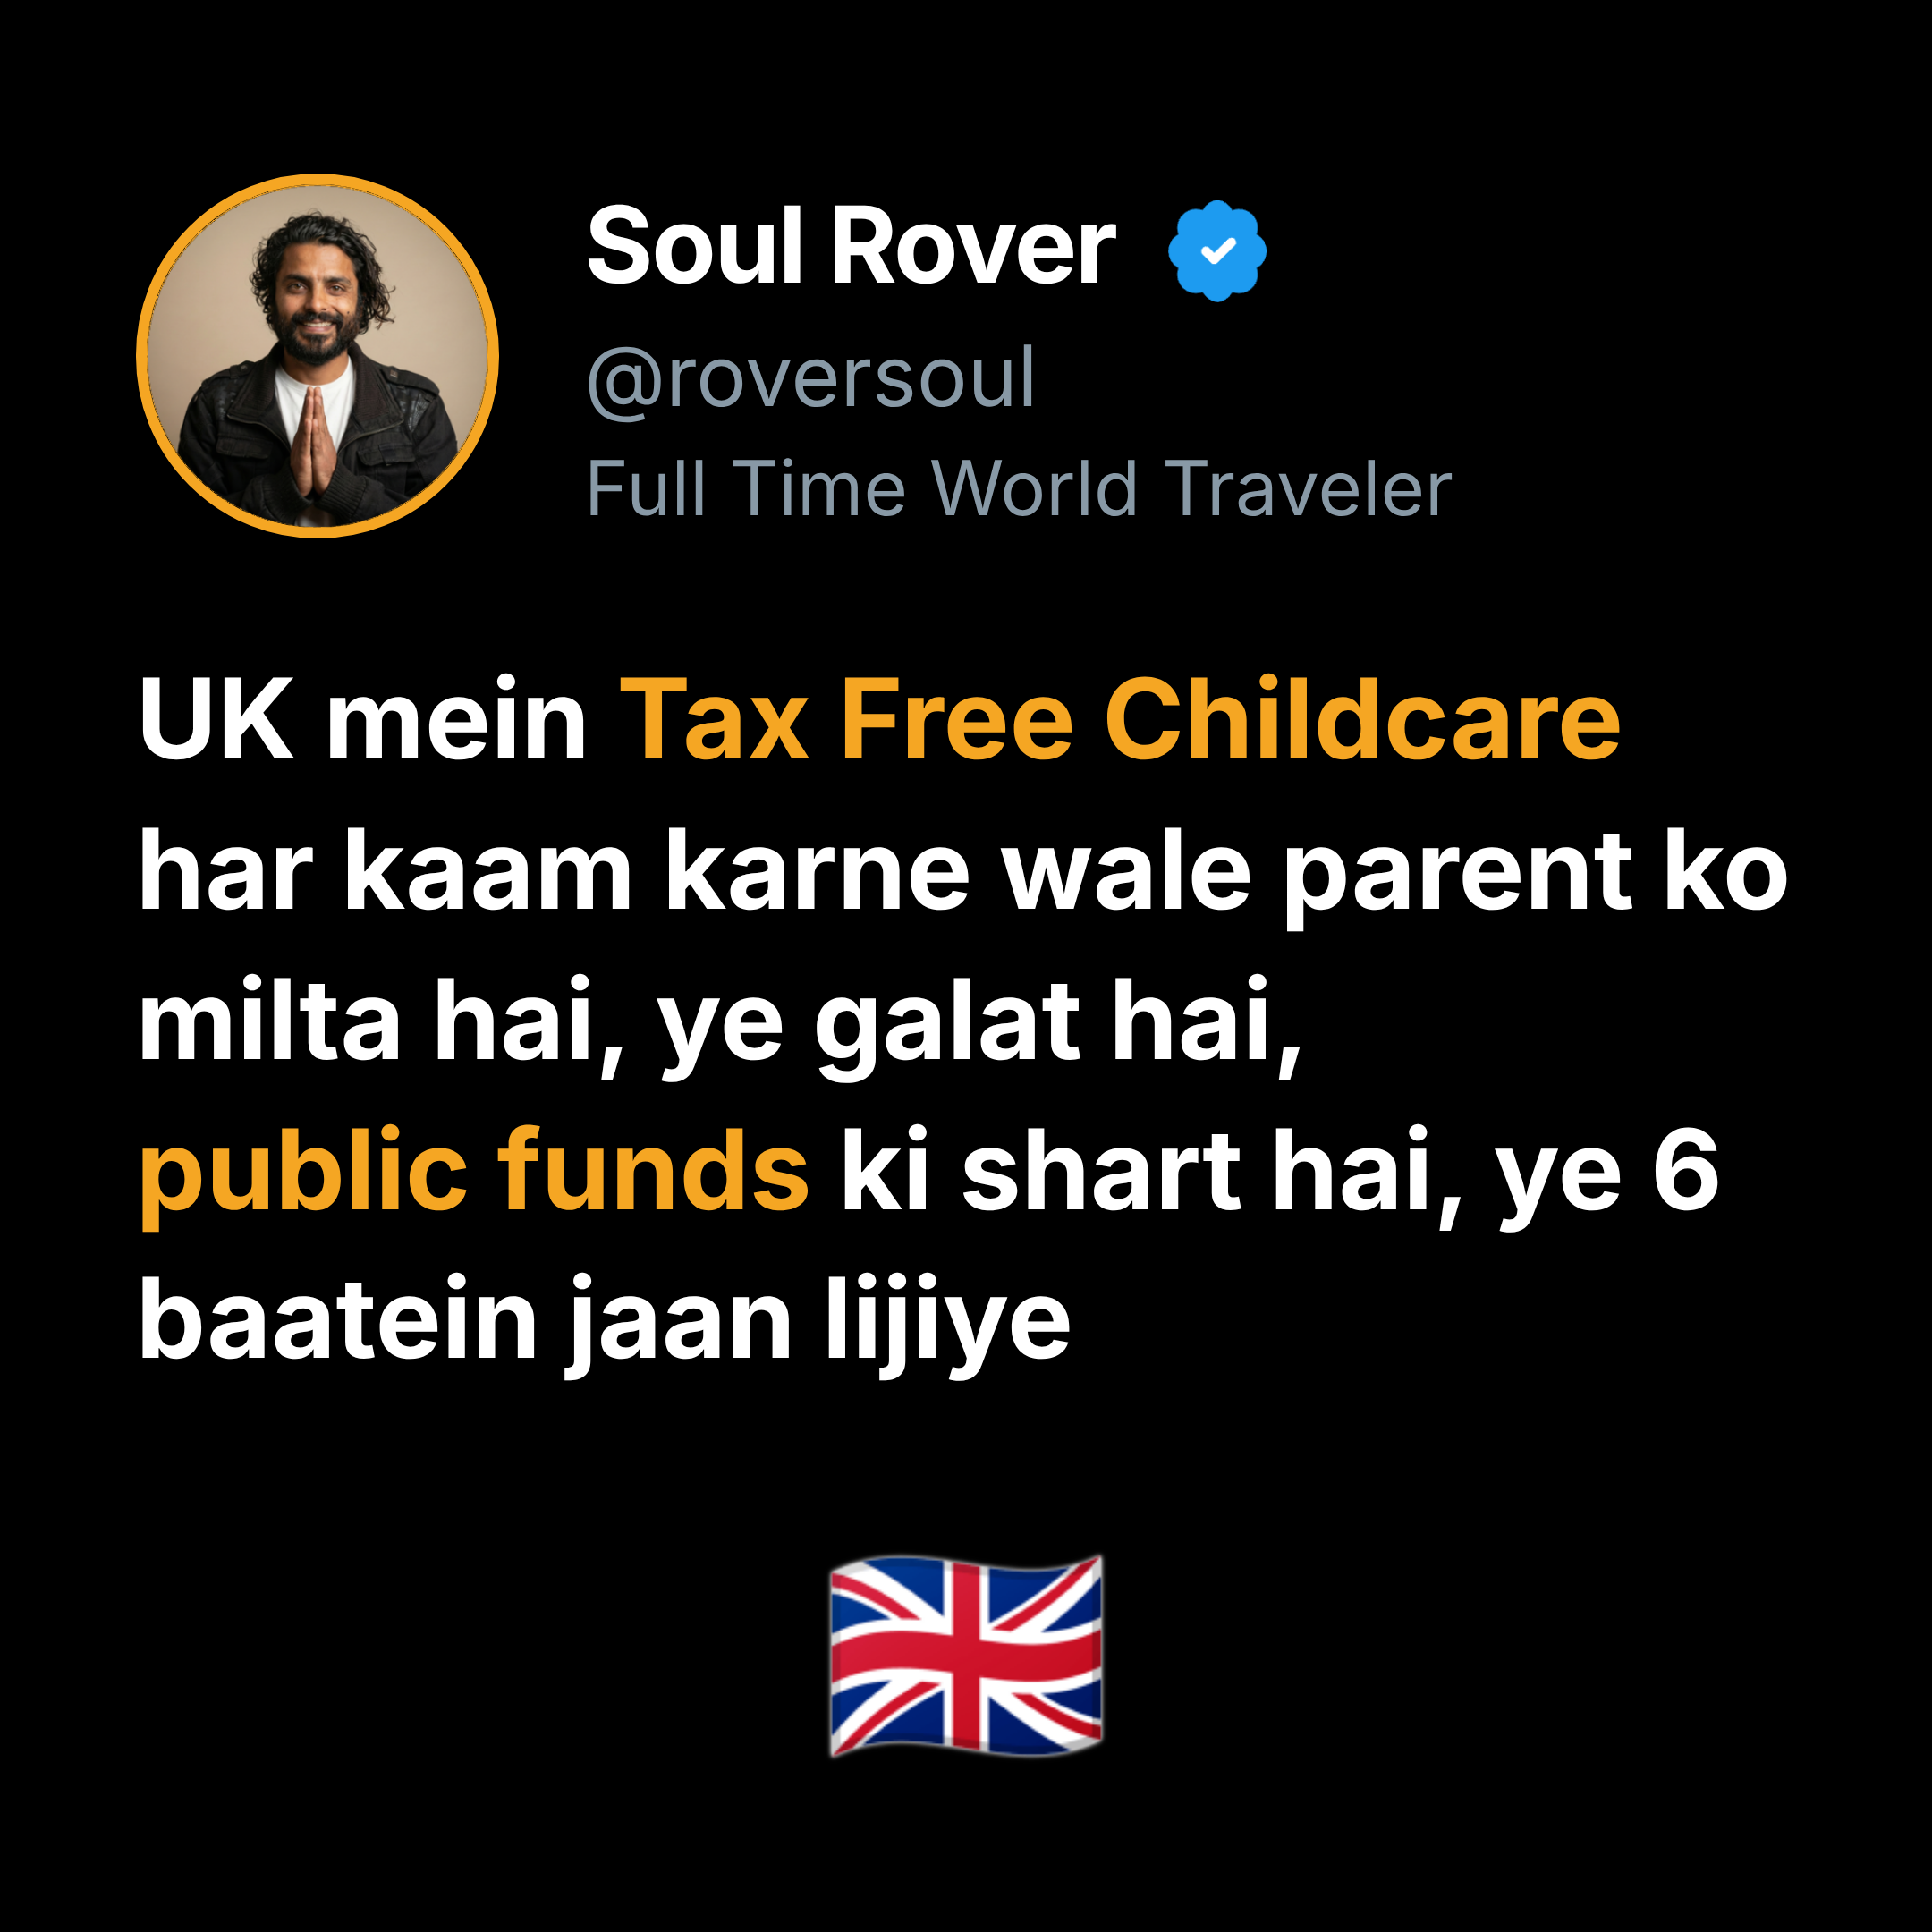 Soul Rover
@roversoul
Full Time World Traveler
UK mein Tax Free Childcare
har kaam karne wale parent ko
milta hai, ye galat hai,
public funds ki shart hai, ye 6
baatein jaan lijiye